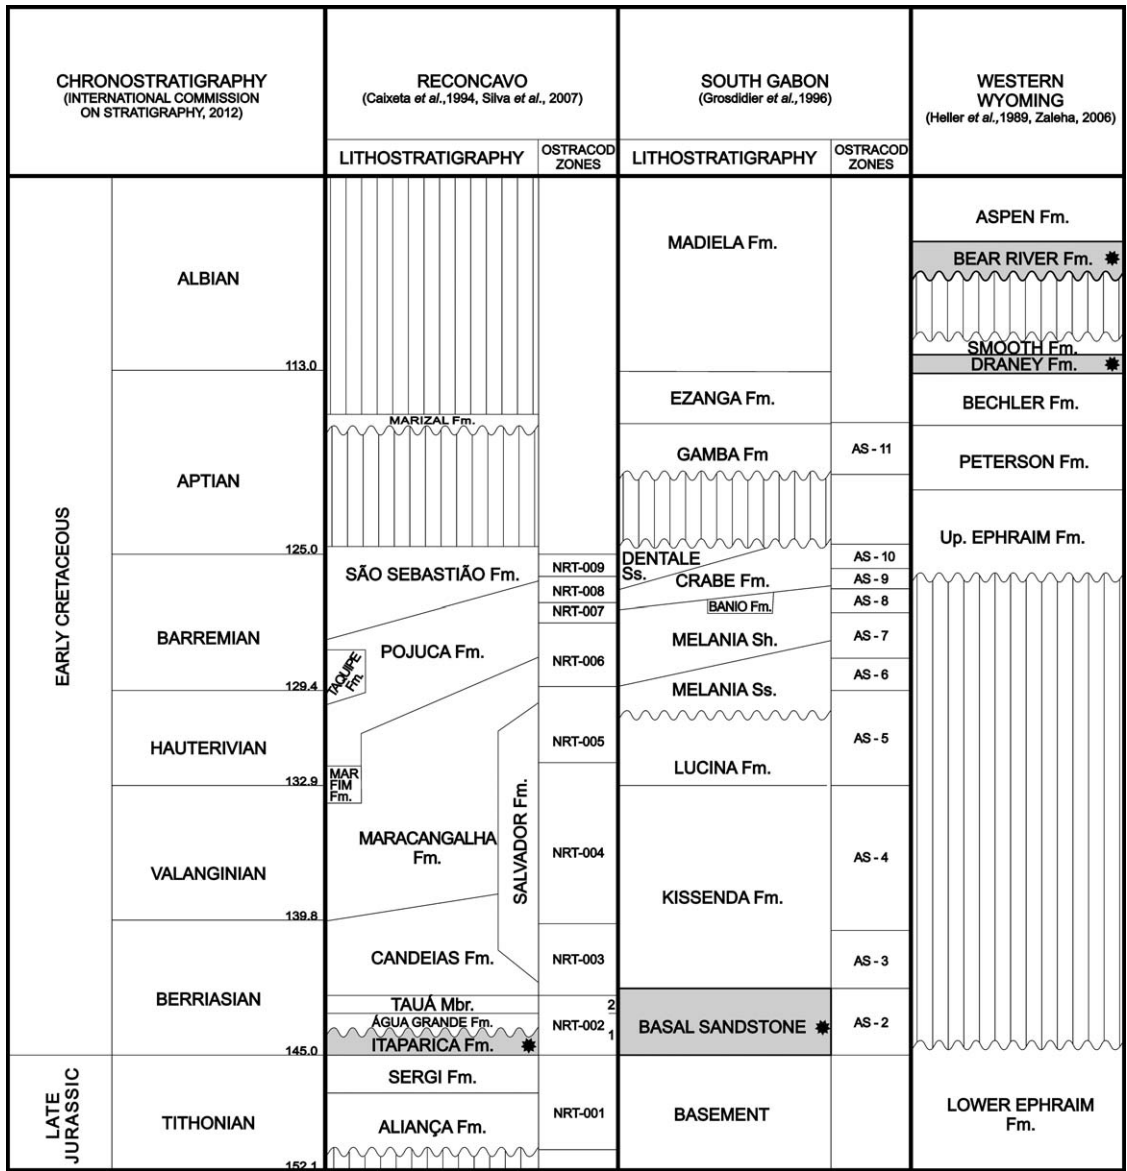 CHRONOSTRATIGRAPHY
(INTERNATIONAL COMMISSION
ON STRATIGRAPHY, 2012)
RECONCAVO
(Caixeta et al.,1994, Silva et al., 2007)
LITHOSTRATIGRAPHY
OSTRACOD
ZONES
SOUTH GABON
(Grosdidier et al.,1996)
LITHOSTRATIGRAPHY
OSTRACOD
ZONES
WESTERN
WYOMING
(Heller et al.,1989, Zaleha, 2006)
EARLY CRETACEOUS
LATE
JURASSIC
ALBIAN
113.0
APTIAN
125.0
BARREMIAN
129.4
HAUTERIVIAN
132.9
VALANGINIAN
139.8
BERRIASIAN
145.0
TITHONIAN
152.1
MARIZAL Fm.
SÃO SEBASTIÃO Fm.
POJUCA Fm.
TAQUIPE
Fm.
MAR
FIM
Fm.
MARACANGALHA
Fm.
SALVADOR Fm.
CANDEIAS Fm.
TAUÁ Mbr.
ÁGUA GRANDE Fm.
ITAPARICA Fm.
SERGI Fm.
ALIANÇA Fm.
NRT-009
NRT-008
NRT-007
NRT-006
NRT-005
NRT-004
NRT-003
2
NRT-002
1
NRT-001
MADIELA Fm.
EZANGA Fm.
GAMBA Fm
DENTALE
Ss.
CRABE Fm.
BANIO Fm.
MELANIA Sh.
MELANIA Ss.
LUCINA Fm.
KISSENDA Fm.
BASAL SANDSTONE
BASEMENT
AS - 11
AS - 10
AS - 9
AS - 8
AS - 7
AS - 6
AS - 5
AS - 4
AS - 3
AS - 2
ASPEN Fm.
BEAR RIVER Fm.
SMOOTH Fm.
DRANEY Fm.
BECHLER Fm.
PETERSON Fm.
Up. EPHRAIM Fm.
LOWER EPHRAIM
Fm.